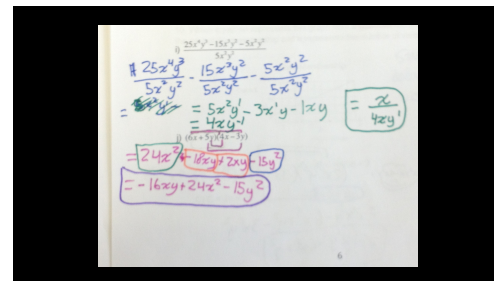 i) 25x⁴y³ - 15x³y² - 5x²y² / 5x²y²
25x⁴y³ / 5x²y² - 15x³y² / 5x²y² - 5x²y² / 5x²y²
=
= 5x²y¹ - 3x¹y - 1xy
= 4xy⁻¹
= x / 4xy¹
j) (6x + 5y)(4x - 3y)
= 24x² - 18xy + 2xy - 15y²
= -16xy + 24x² - 15y²
6